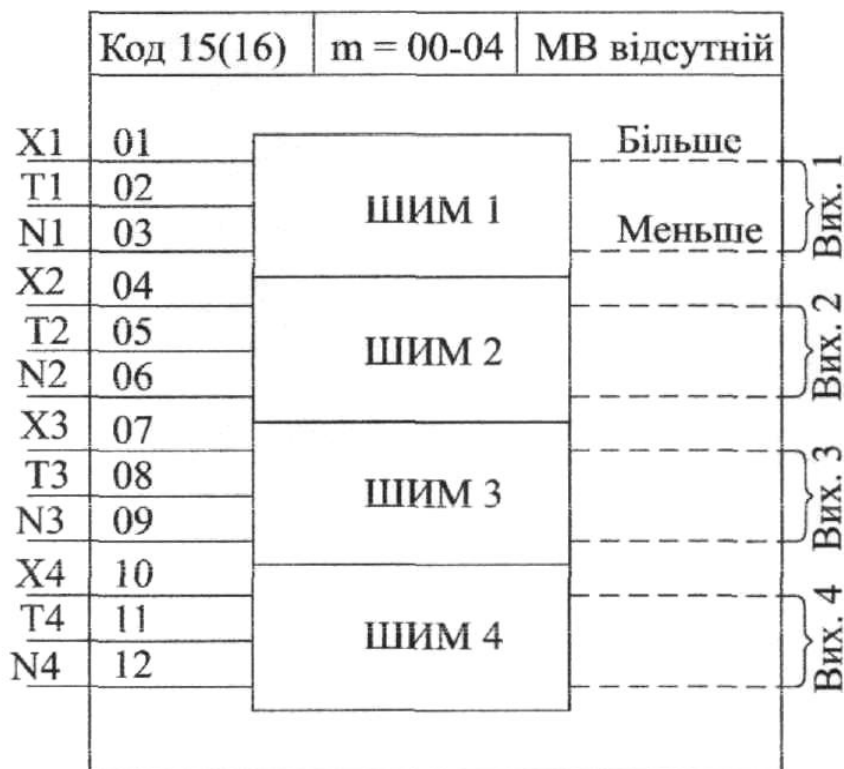 Код 15(16) m = 00-04 МВ відсутній
X1 01 Більше
T1 02
ШИМ 1
N1 03 Меньше
Вих. 1
X2 04
T2 05
ШИМ 2
N2 06
Вих. 2
X3 07
T3 08
ШИМ 3
N3 09
Вих. 3
X4 10
T4 11
ШИМ 4
N4 12
Вих. 4